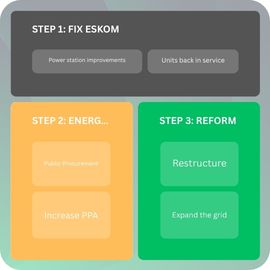 STEP 1: FIX ESKOM
Power station improvements
Units back in service
STEP 2: ENERG...
STEP 3: REFORM
Public Procurement
Restructure
Increase PPA
Expand the grid